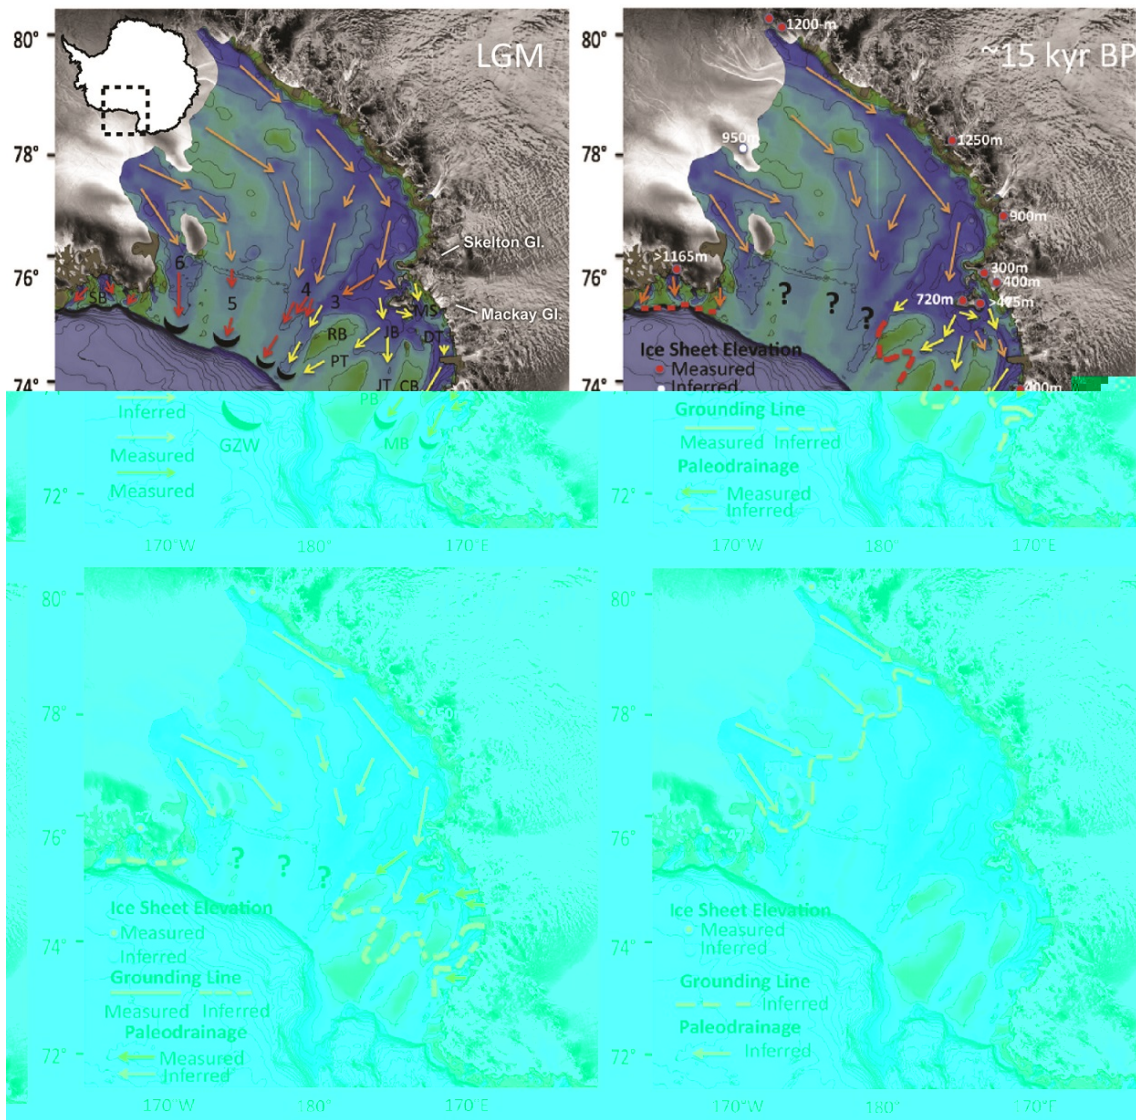 80°
LGM
78°
76°
74°
72°
6
5
4
3
SB
Skelton Gl.
Mackay Gl.
MS
RB
JB
DT
PT
JT
CB
PB
MB
GZW
Inferred
Measured
Measured
170°W
180°
170°E
80°
1200 m
~15 kyr BP
950m
78°
1250m
900m
76°
>1165m
300m
400m
720m
? ? ?
Ice Sheet Elevation
Measured
Inferred
74°
400m
Grounding Line
Measured Inferred
Paleodrainage
Measured
Inferred
72°
170°W
180°
170°E
80°
78°
76°
? ? ?
Ice Sheet Elevation
Measured
Inferred
74°
Grounding Line
Measured Inferred
Paleodrainage
Measured
Inferred
72°
170°W
180°
170°E
80°
78°
76°
Ice Sheet Elevation
Measured
Inferred
74°
Grounding Line
Inferred
Paleodrainage
Inferred
72°
170°W
180°
170°E